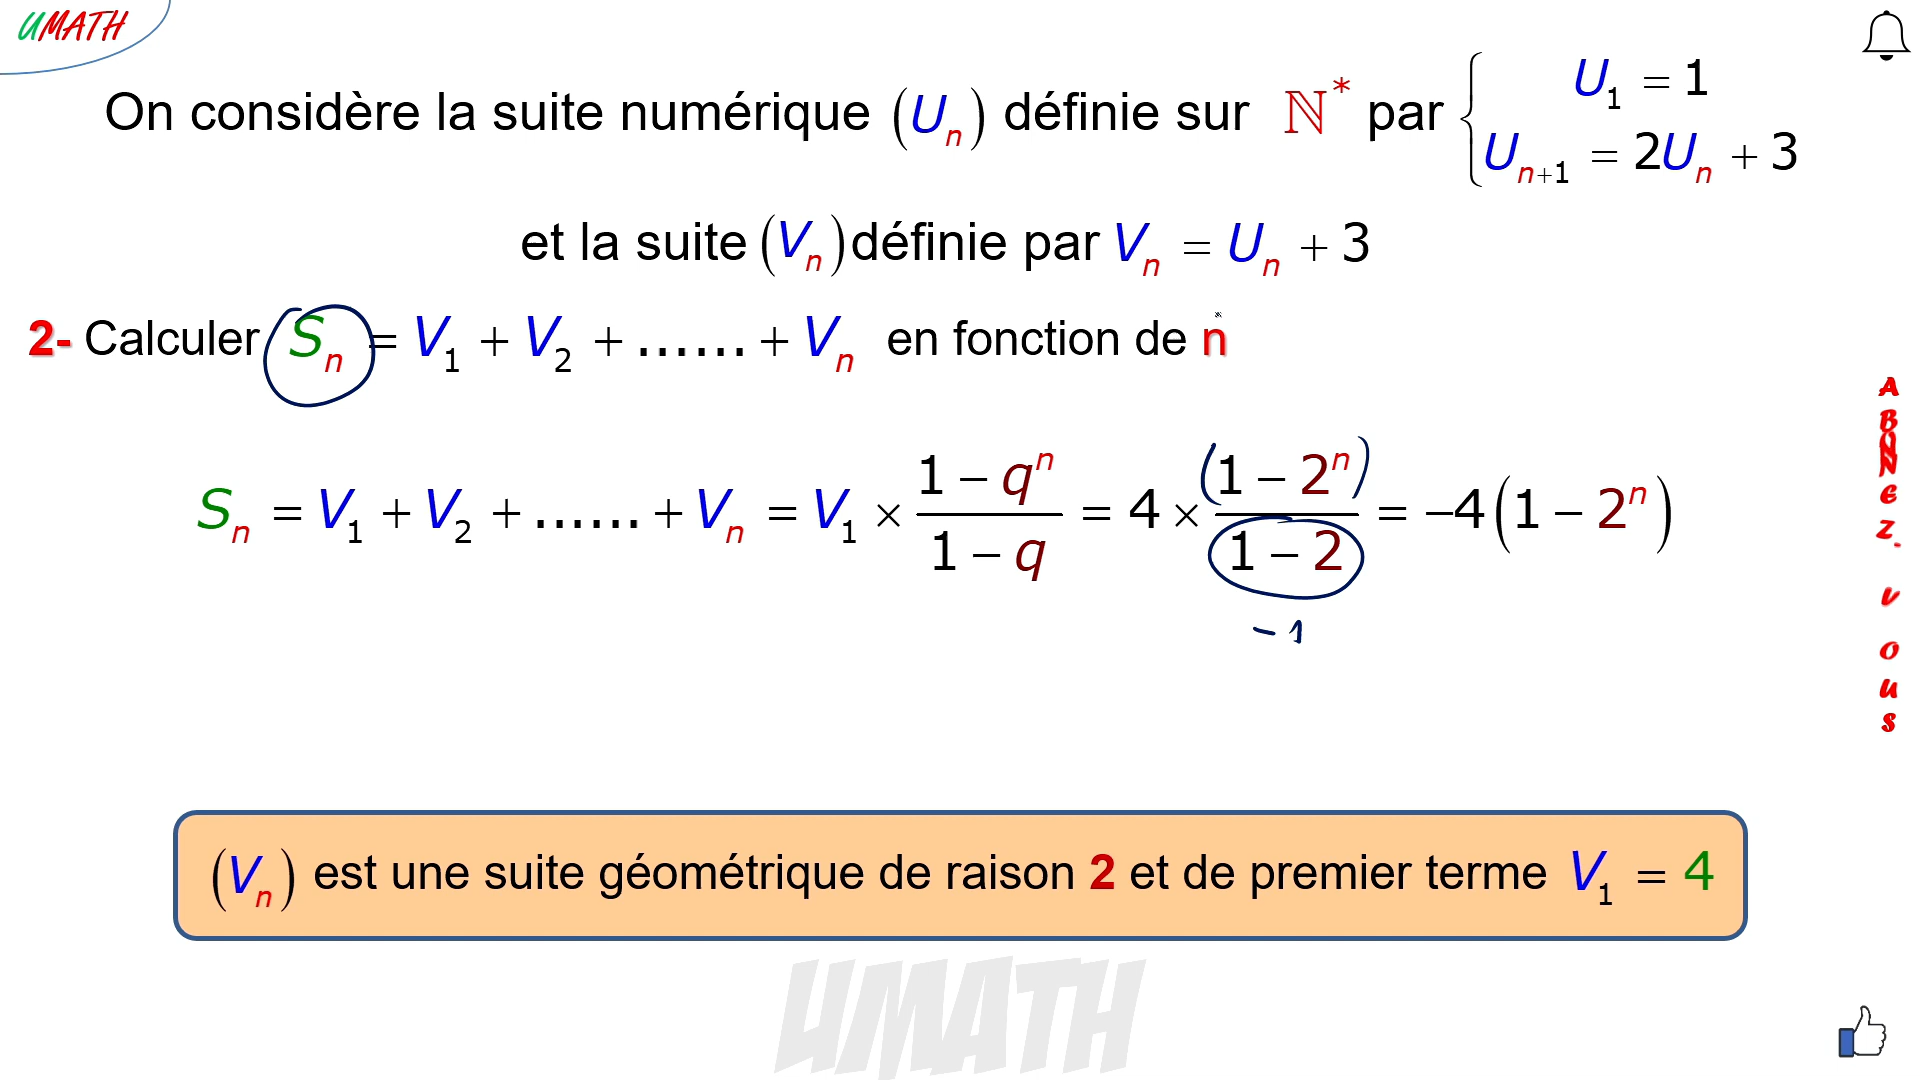 UMATH
On considère la suite numérique (Uₙ) définie sur ℕ* par { U₁ = 1
Uₙ₊₁ = 2Uₙ + 3
et la suite (Vₙ) définie par Vₙ = Uₙ + 3
2- Calculer Sₙ = V₁ + V₂ + ...... + Vₙ en fonction de n
Sₙ = V₁ + V₂ + ...... + Vₙ = V₁ × (1 − qⁿ)/(1 − q) = 4 × (1 − 2ⁿ)/(1 − 2) = −4(1 − 2ⁿ)
− 1
(Vₙ) est une suite géométrique de raison 2 et de premier terme V₁ = 4
UMATH
ABONNEZ- vous